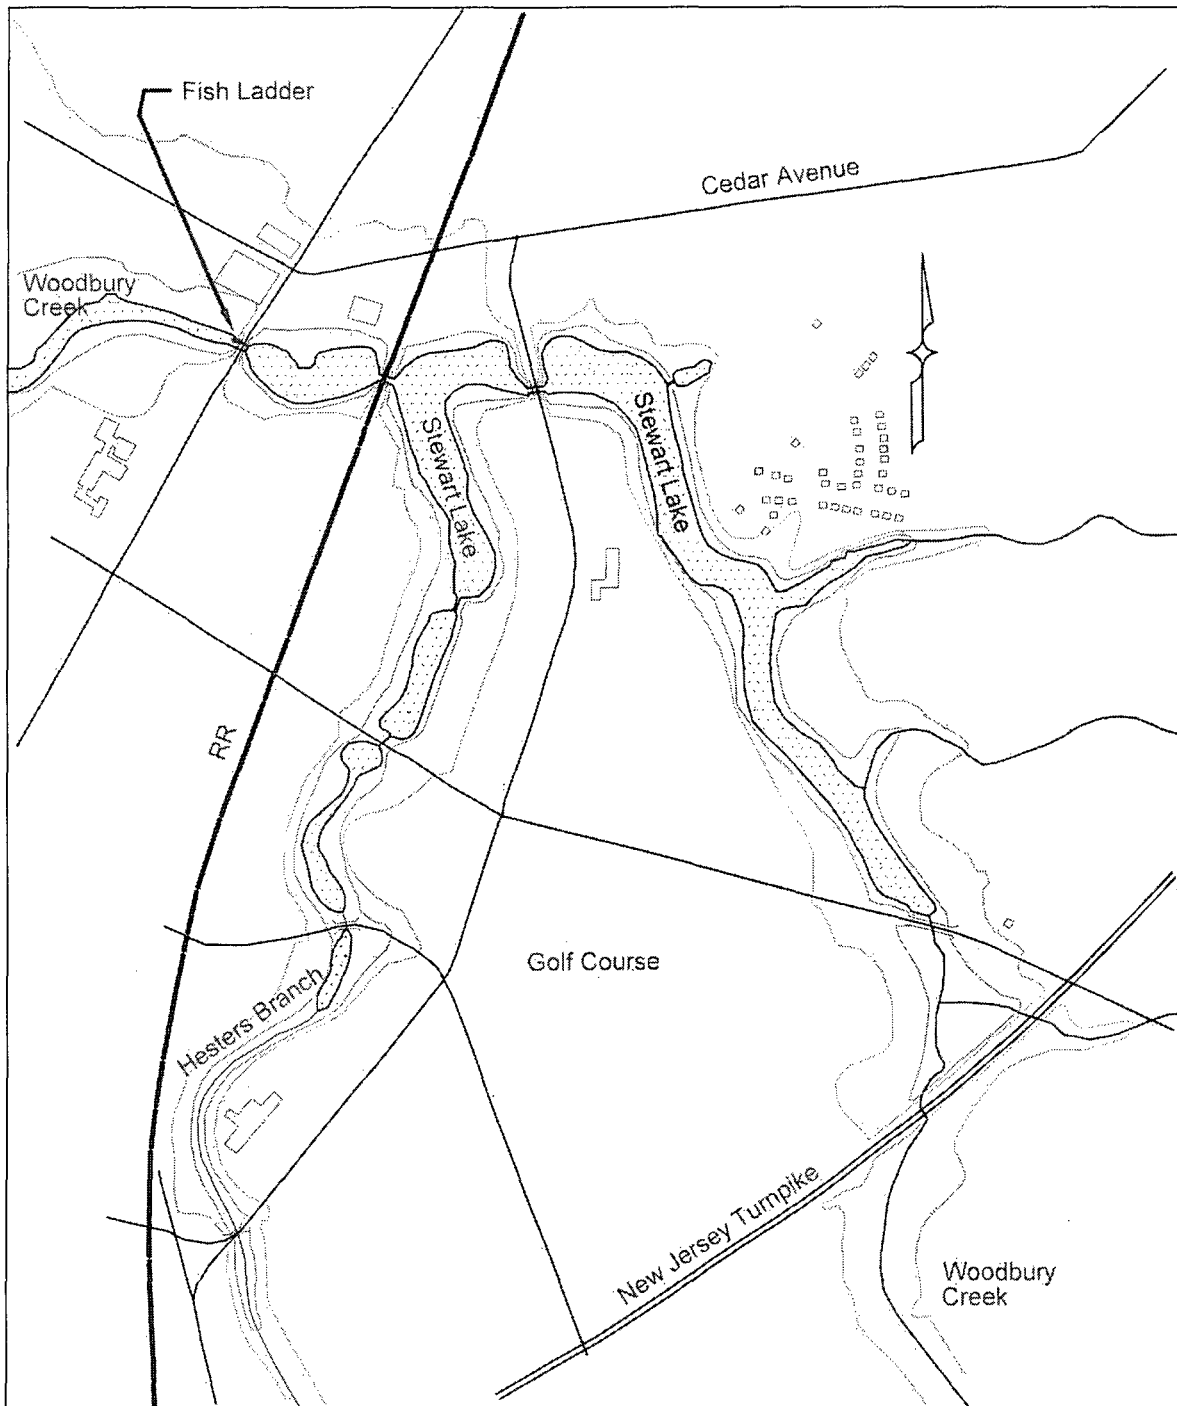 Fish Ladder
Cedar Avenue
Woodbury
Creek
Stewart Lake
Stewart Lake
RR
Golf Course
Hesters Branch
New Jersey Turnpike
Woodbury
Creek